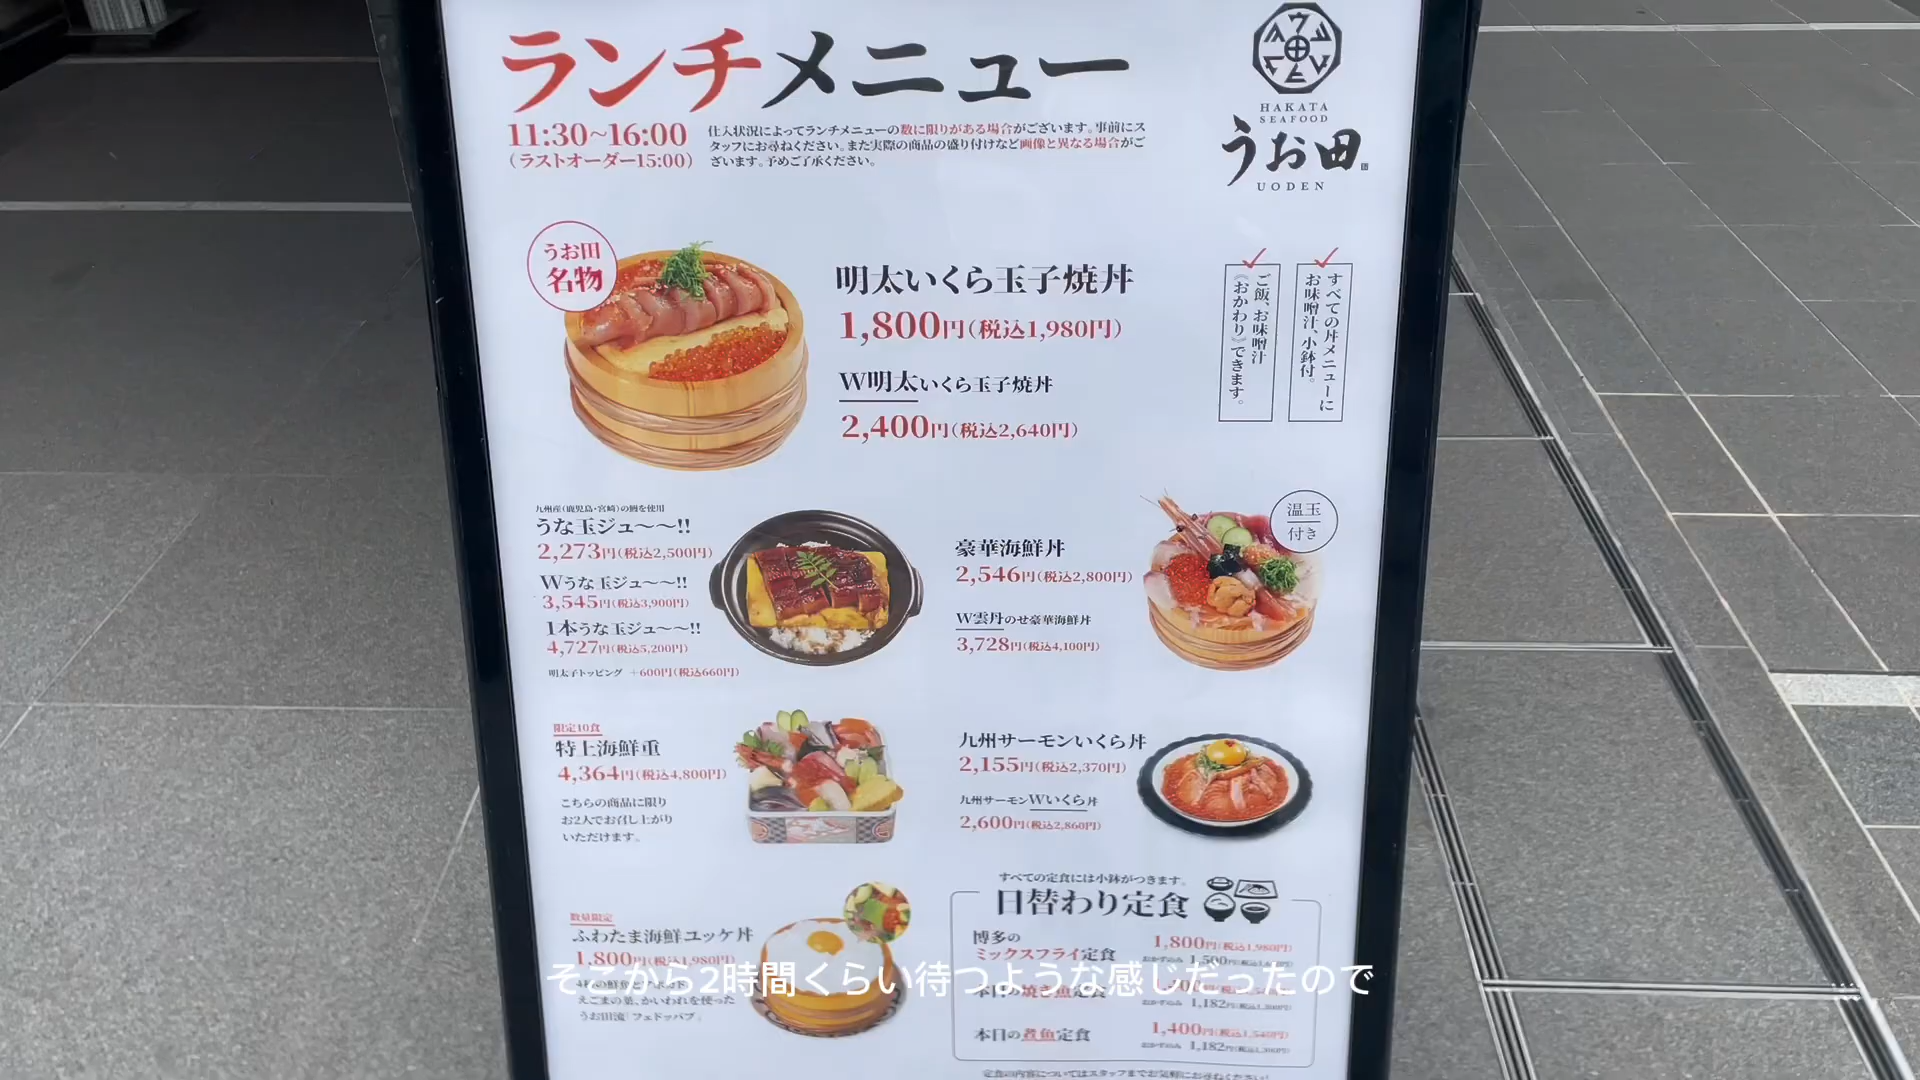 ランチメニュー
11:30~16:00
(ラストオーダー15:00)
仕入状況によってランチメニューの数に限りがある場合がございます。事前にス
タッフにお尋ねください。また実際の商品の盛り付けなど画像と異なる場合がご
ざいます。予めご了承ください。
HAKATA
SEAFOOD
うお田
UODEN
うお田
名物
明太いくら玉子焼丼
1,800円(税込1,980円)
W明太いくら玉子焼丼
2,400円(税込2,640円)
すべての丼メニューに
お味噌汁、小鉢付。
ご飯、お味噌汁
《おかわり》できます。
九州産(鹿児島・宮崎)の鰻を使用
うな玉ジュ〜〜!!
2,273円(税込2,500円)
Wうな玉ジュ〜〜!!
3,545円(税込3,900円)
1本うな玉ジュ〜〜!!
4,727円(税込5,200円)
明太子トッピング +600円(税込660円)
温玉
付き
豪華海鮮丼
2,546円(税込2,800円)
W雲丹のせ豪華海鮮丼
3,728円(税込4,100円)
限定10食
特上海鮮重
4,364円(税込4,800円)
こちらの商品に限り
お2人でお召し上がり
いただけます。
九州サーモンいくら丼
2,155円(税込2,370円)
九州サーモンWいくら丼
2,600円(税込2,860円)
数量限定
ふわたま海鮮ユッケ丼
1,800円(税込1,980円)
えごまの葉、かいわれを使った
うお田流「フェドッパブ」
すべての定食には小鉢がつきます。
日替わり定食
博多の
ミックスフライ定食
1,800円(税込1,980円)
おかずのみ 1,500円
本日の焼き魚定食
おかずのみ 1,182円(税込1,300円)
本日の煮魚定食
1,400円(税込1,540円)
おかずのみ 1,182円(税込1,300円)
定食の内容についてはスタッフまでお気軽にお尋ねください!
そこから2時間くらい待つような感じだったので